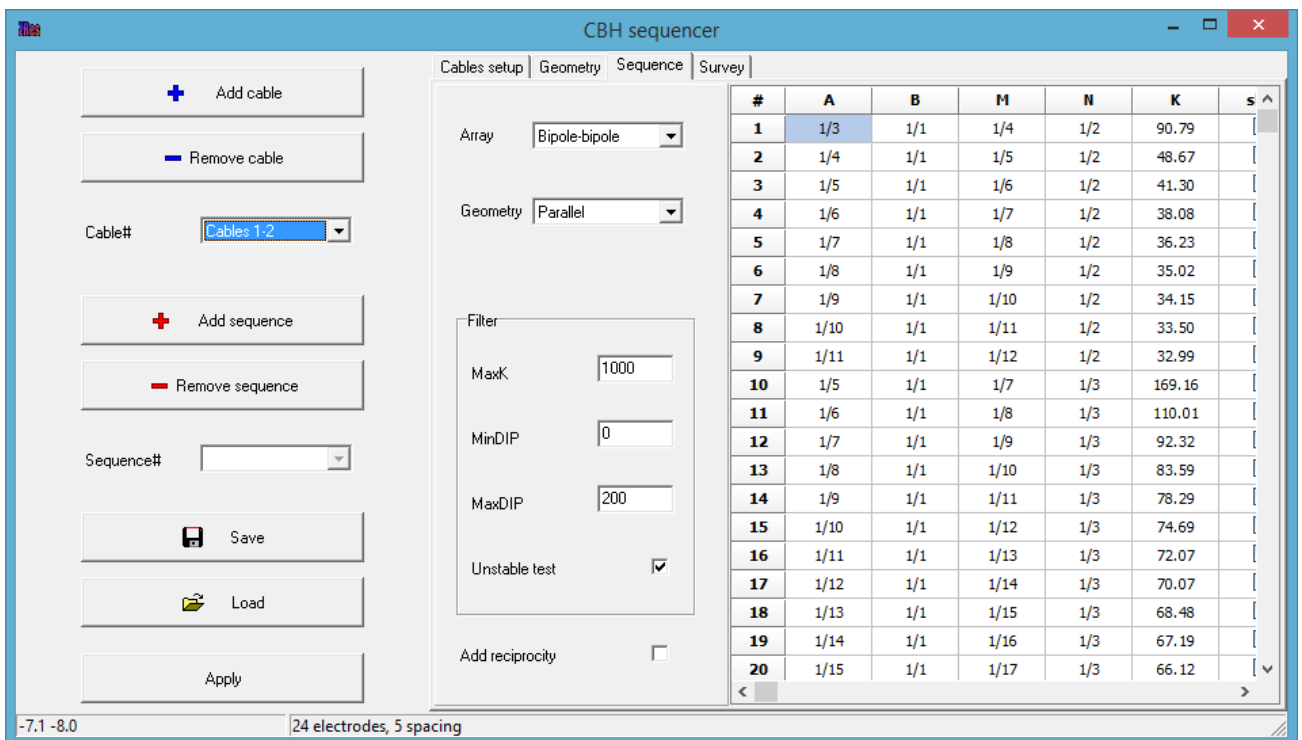 2Res
CBH sequencer
Add cable
Remove cable
Cable# Cables 1-2
Add sequence
Remove sequence
Sequence#
Save
Load
Apply
Cables setup Geometry Sequence Survey
Array Bipole-bipole
Geometry Parallel
Filter
MaxK 1000
MinDIP 0
MaxDIP 200
Unstable test
Add reciprocity
# A B M N K
1 1/3 1/1 1/4 1/2 90.79
2 1/4 1/1 1/5 1/2 48.67
3 1/5 1/1 1/6 1/2 41.30
4 1/6 1/1 1/7 1/2 38.08
5 1/7 1/1 1/8 1/2 36.23
6 1/8 1/1 1/9 1/2 35.02
7 1/9 1/1 1/10 1/2 34.15
8 1/10 1/1 1/11 1/2 33.50
9 1/11 1/1 1/12 1/2 32.99
10 1/5 1/1 1/7 1/3 169.16
11 1/6 1/1 1/8 1/3 110.01
12 1/7 1/1 1/9 1/3 92.32
13 1/8 1/1 1/10 1/3 83.59
14 1/9 1/1 1/11 1/3 78.29
15 1/10 1/1 1/12 1/3 74.69
16 1/11 1/1 1/13 1/3 72.07
17 1/12 1/1 1/14 1/3 70.07
18 1/13 1/1 1/15 1/3 68.48
19 1/14 1/1 1/16 1/3 67.19
20 1/15 1/1 1/17 1/3 66.12
-7.1 -8.0 24 electrodes, 5 spacing